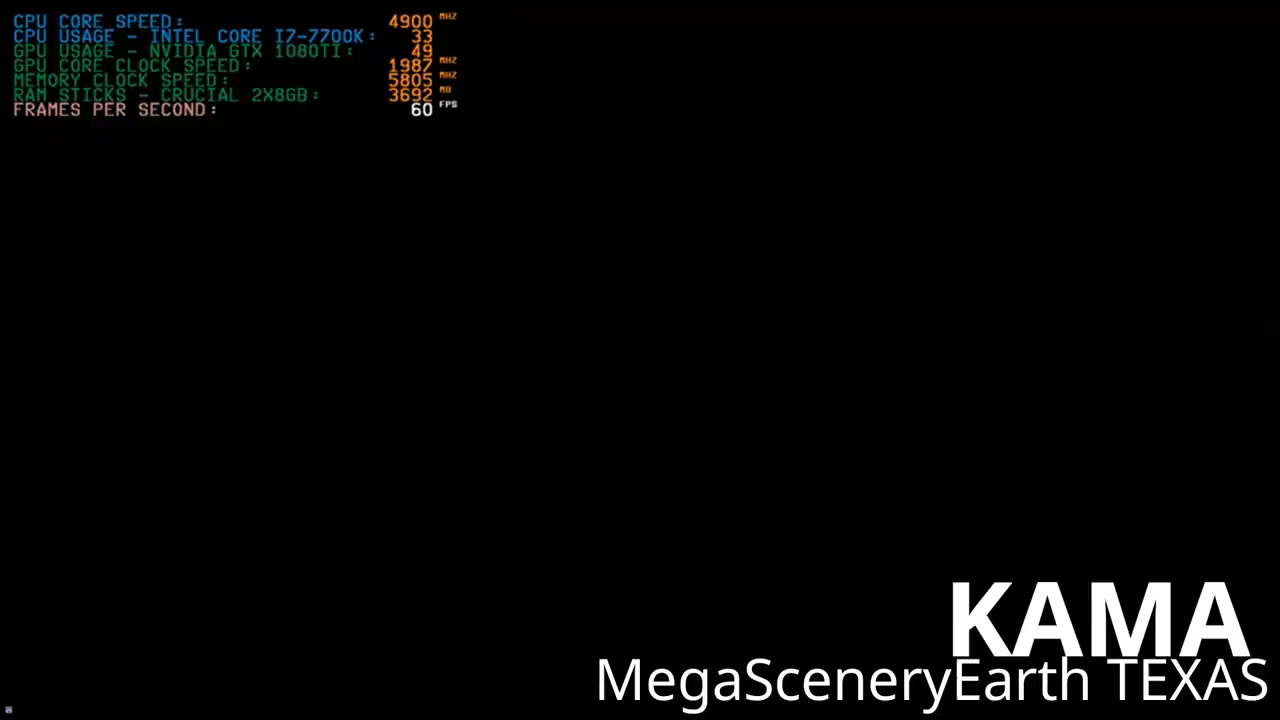 CPU CORE SPEED: 4900 MHZ
CPU USAGE - INTEL CORE I7-7700K: 33
GPU USAGE - NVIDIA GTX 1080TI: 49
GPU CORE CLOCK SPEED: 1987 MHZ
MEMORY CLOCK SPEED: 5805 MHZ
RAM STICKS - CRUCIAL 2X8GB: 3692 MB
FRAMES PER SECOND: 60 FPS
KAMA
MegaSceneryEarth TEXAS